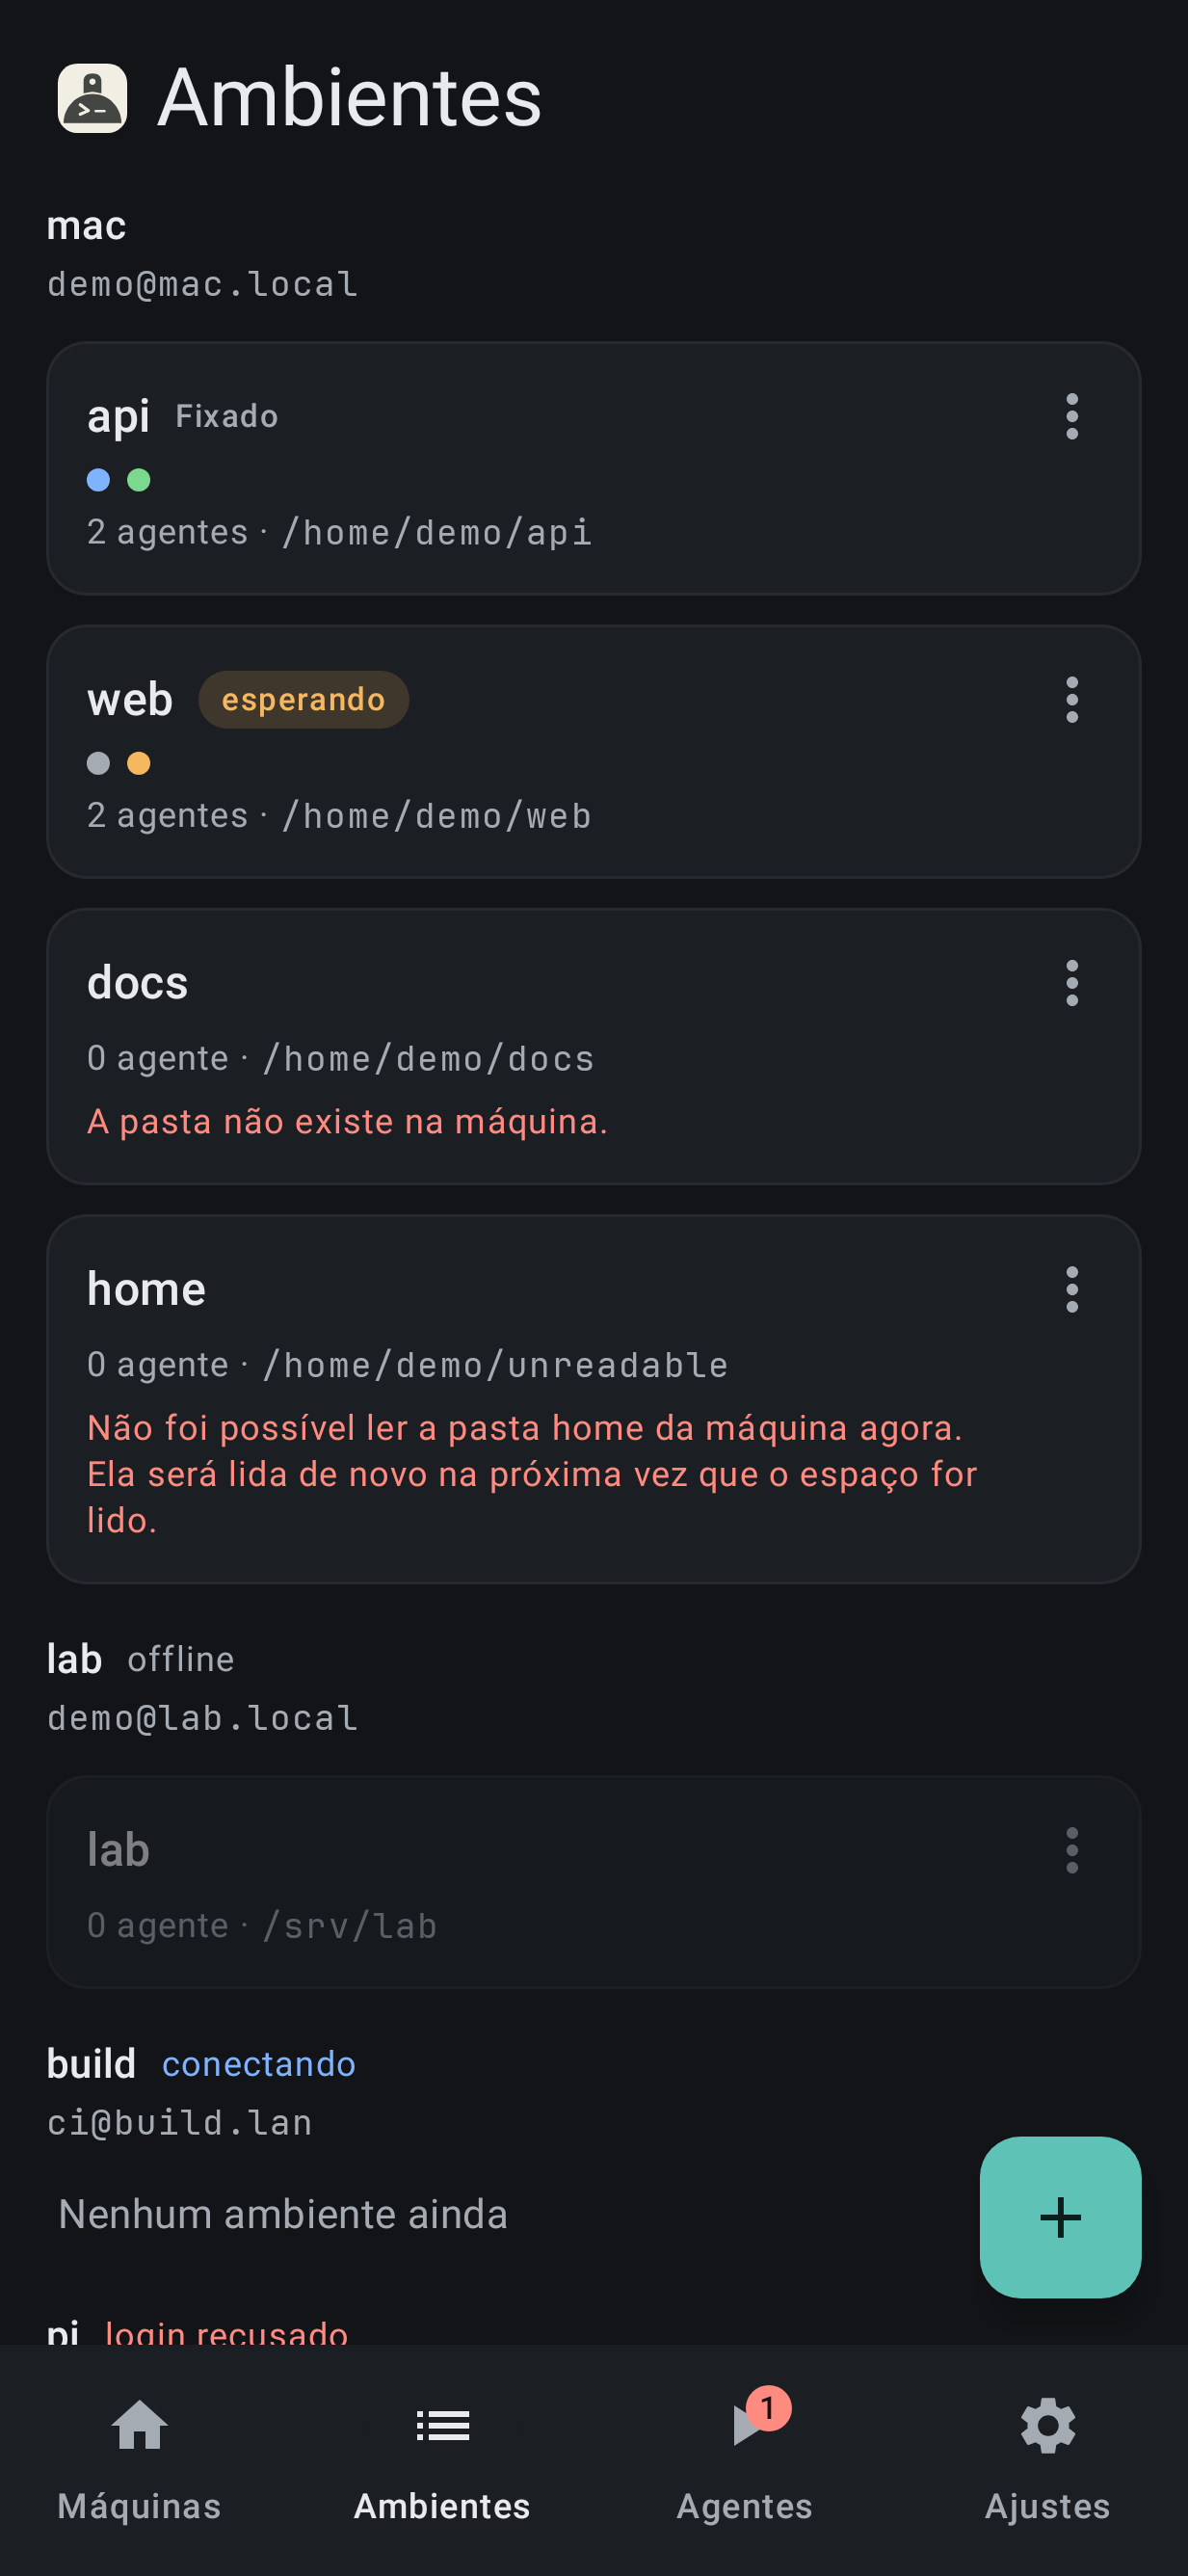 Ambientes
mac
demo@mac.local
api Fixado
2 agentes · /home/demo/api
web esperando
2 agentes · /home/demo/web
docs
0 agente · /home/demo/docs
A pasta não existe na máquina.
home
0 agente · /home/demo/unreadable
Não foi possível ler a pasta home da máquina agora.
Ela será lida de novo na próxima vez que o espaço for
lido.
lab offline
demo@lab.local
lab
0 agente · /srv/lab
build conectando
ci@build.lan
Nenhum ambiente ainda
pi login recusado
1
Máquinas Ambientes Agentes Ajustes